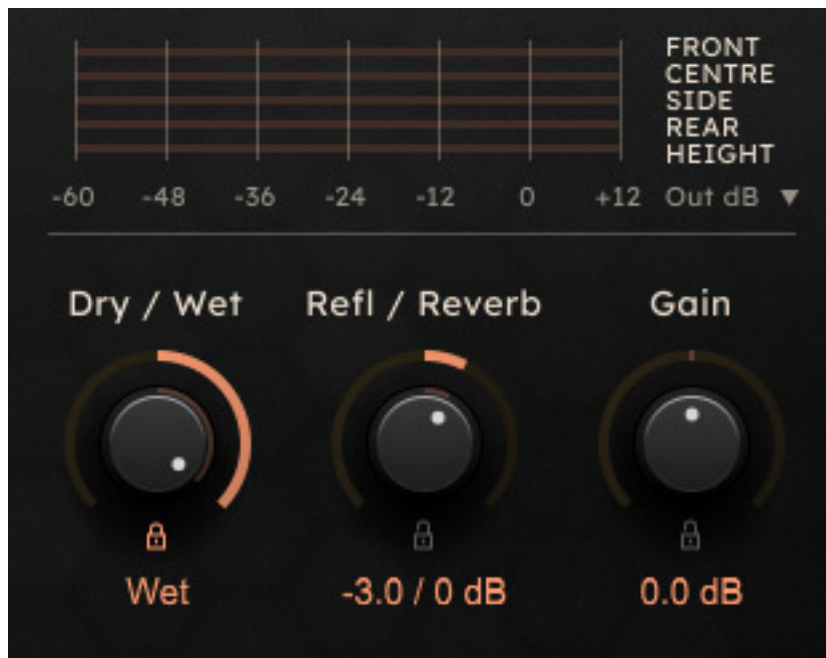 FRONT
CENTRE
SIDE
REAR
HEIGHT
-60 -48 -36 -24 -12 0 +12 Out dB ▼
Dry / Wet Refl / Reverb Gain
Wet -3.0 / 0 dB 0.0 dB